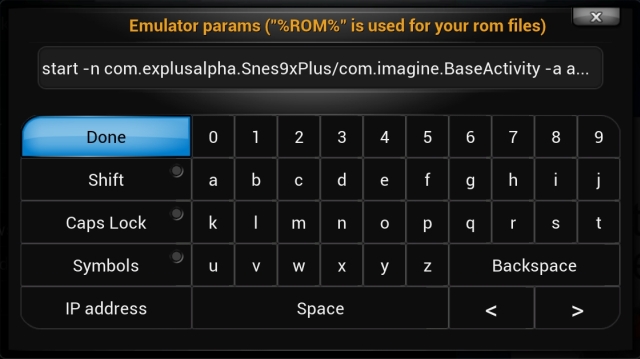 x
Emulator params ("%ROM%" is used for your rom files)
start -n com.explusalpha.Snes9xPlus/com.imagine.BaseActivity -a a...
Done 0 1 2 3 4 5 6 7 8 9
Shift a b c d e f g h i j
Caps Lock k l m n o p q r s t
Symbols u v w x y z Backspace
IP address Space < >